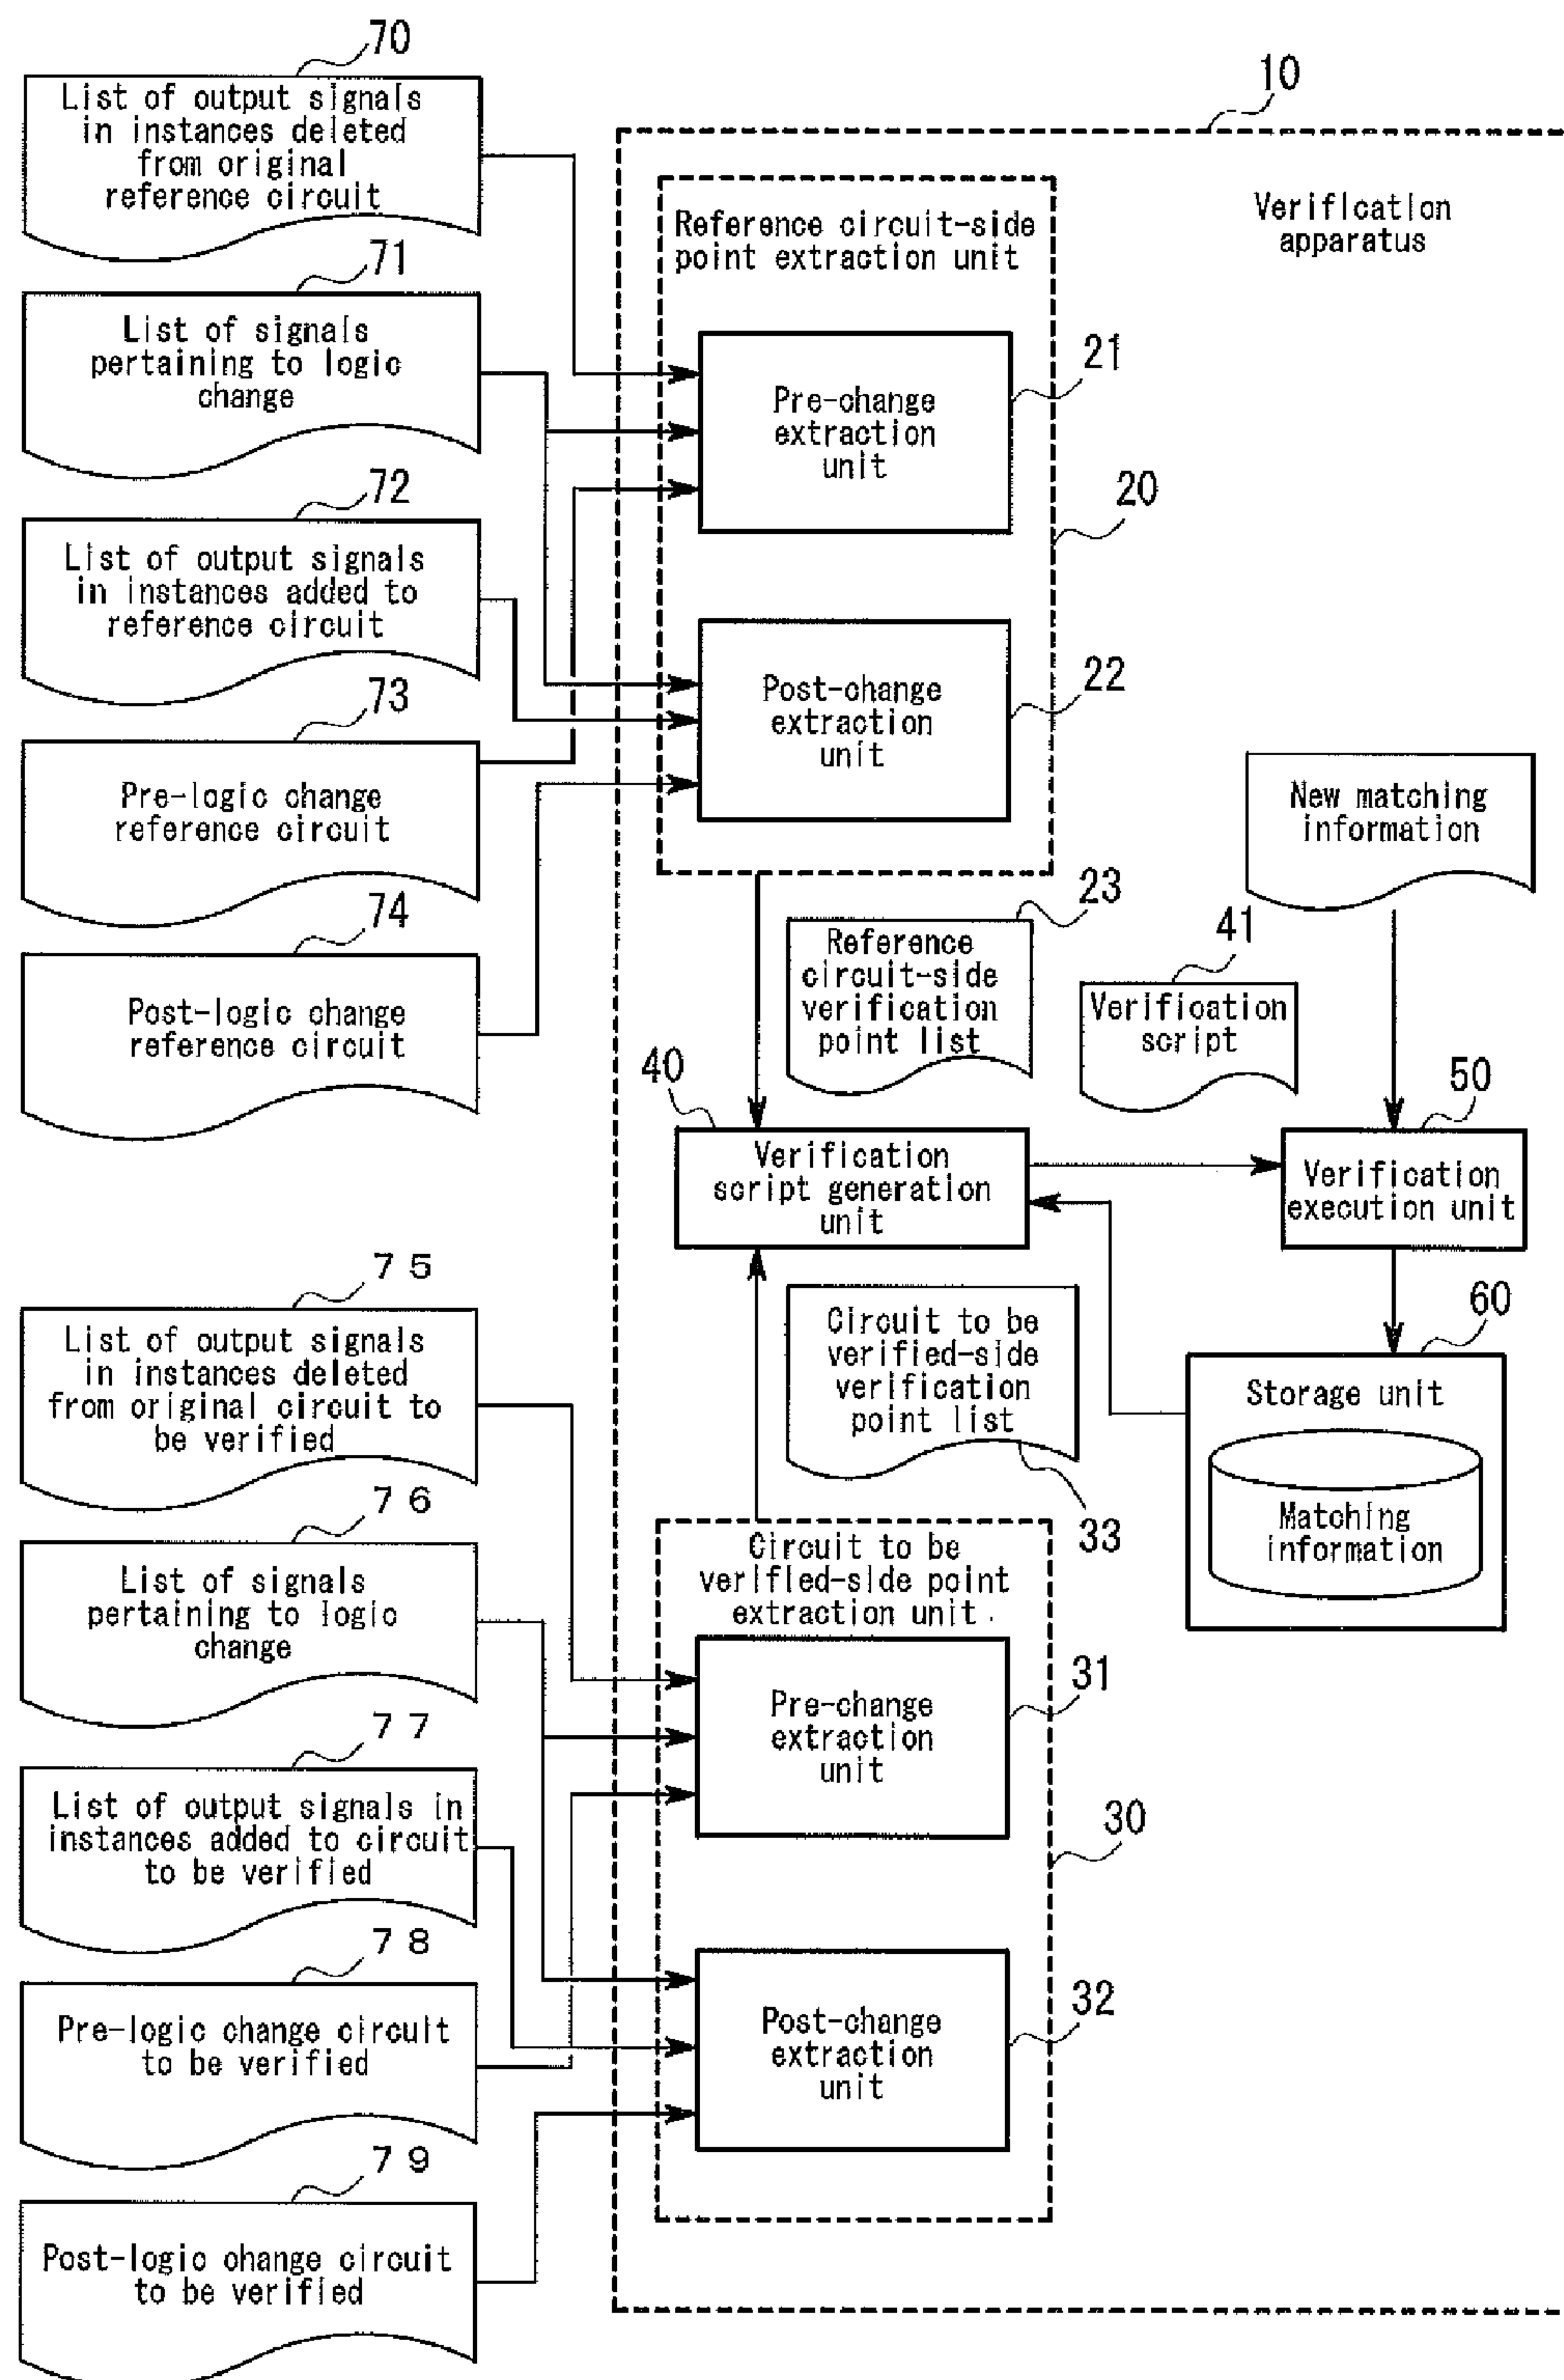 70
List of output signals
in instances deleted
from original
reference circuit
71
List of signals
pertaining to logic
change
72
List of output signals
in instances added to
reference circuit
73
Pre-logic change
reference circuit
74
Post-logic change
reference circuit
75
List of output signals
in instances deleted
from original circuit to
be verified
76
List of signals
pertaining to logic
change
77
List of output signals in
instances added to circuit
to be verified
78
Pre-logic change circuit
to be verified
79
Post-logic change circuit
to be verified
10
Verification
apparatus
Reference circuit-side
point extraction unit
21
Pre-change
extraction
unit
20
22
Post-change
extraction
unit
23
Reference
circuit-side
verification
point list
New matching
information
41
Verification
script
40
Verification
script generation
unit
50
Verification
execution unit
Circuit to be
verified-side
verification
point list
33
60
Storage unit
Matching
information
Circuit to be
verified-side point
extraction unit
31
Pre-change
extraction
unit
30
32
Post-change
extraction
unit